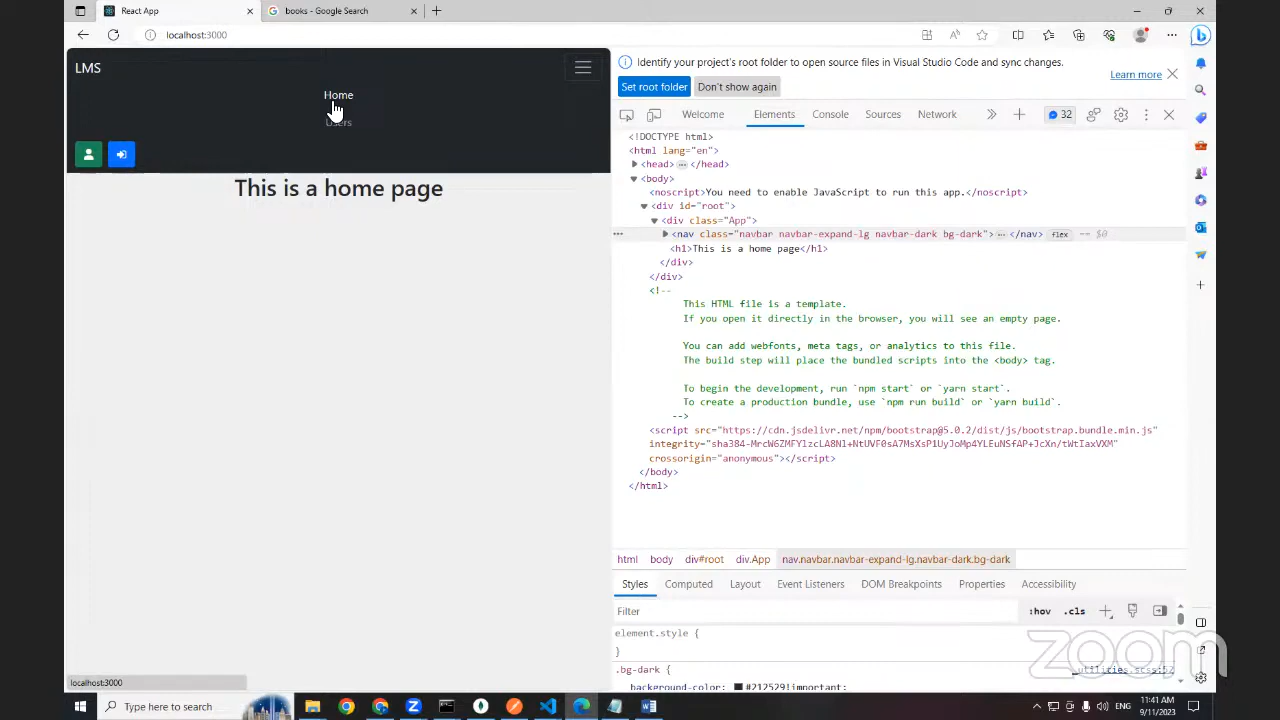 React App
books - Google Search
localhost:3000
LMS
Home
Users
This is a home page
localhost:3000
Identify your project's root folder to open source files in Visual Studio Code and sync changes.
Learn more
Set root folder
Don't show again
Welcome
Elements
Console
Sources
Network
32
<!DOCTYPE html>
<html lang="en">
<head> … </head>
<body>
<noscript>You need to enable JavaScript to run this app.</noscript>
<div id="root">
<div class="App">
<nav class="navbar navbar-expand-lg navbar-dark bg-dark"> … </nav> flex == $0
<h1>This is a home page</h1>
</div>
</div>
<!--
This HTML file is a template.
If you open it directly in the browser, you will see an empty page.
You can add webfonts, meta tags, or analytics to this file.
The build step will place the bundled scripts into the <body> tag.
To begin the development, run `npm start` or `yarn start`.
To create a production bundle, use `npm run build` or `yarn build`.
-->
<script src="https://cdn.jsdelivr.net/npm/bootstrap@5.0.2/dist/js/bootstrap.bundle.min.js"
crossorigin="anonymous"></script>
</body>
</html>
html body div#root div.App nav.navbar.navbar-expand-lg.navbar-dark.bg-dark
Styles
Computed
Layout
Event Listeners
DOM Breakpoints
Properties
Accessibility
Filter
:hov .cls
element.style {
}
.bg-dark {
_utilities.scss:52
background-color: #212529!important;
zoom
Type here to search
ENG
11:41 AM
9/11/2023